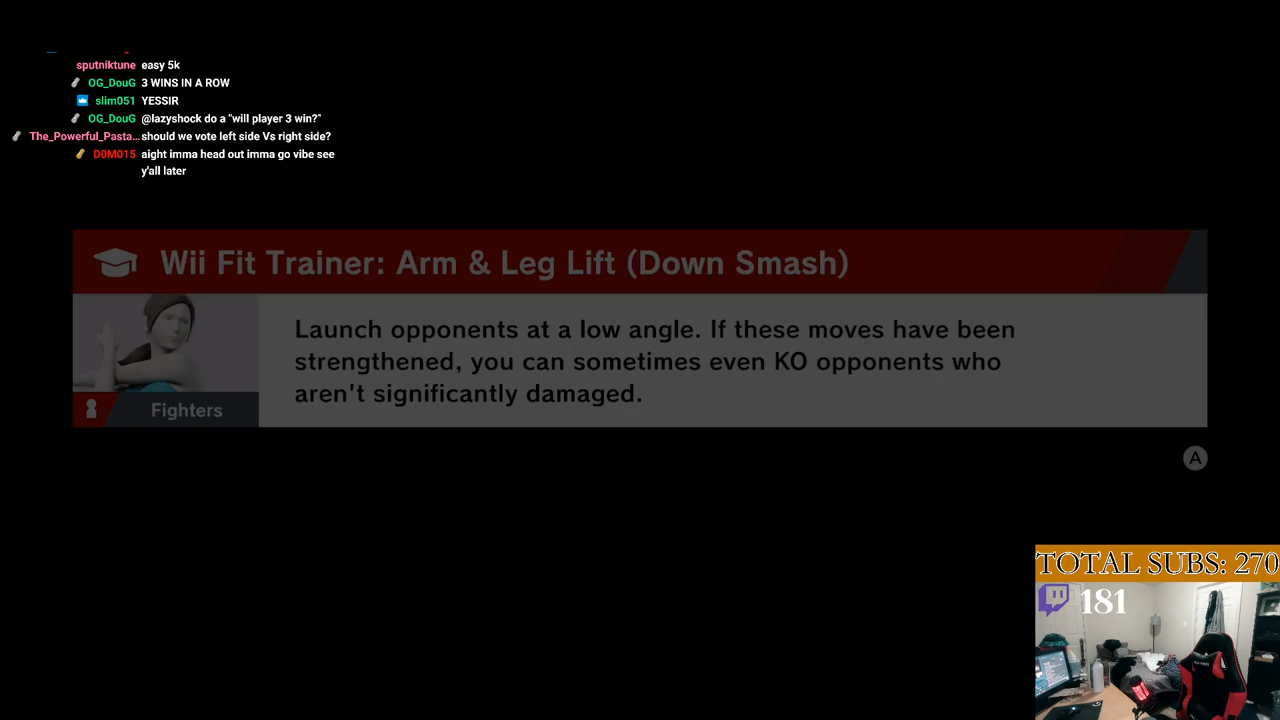 sputniktune easy 5k
OG_DouG 3 WINS IN A ROW
slim051 YESSIR
OG_DouG @lazyshock do a "will player 3 win?"
The_Powerful_Pasta... should we vote left side Vs right side?
D0M015 aight imma head out imma go vibe see
y'all later
Wii Fit Trainer: Arm & Leg Lift (Down Smash)
Launch opponents at a low angle. If these moves have been
strengthened, you can sometimes even KO opponents who
aren't significantly damaged.
Fighters
A
TOTAL SUBS: 270
181